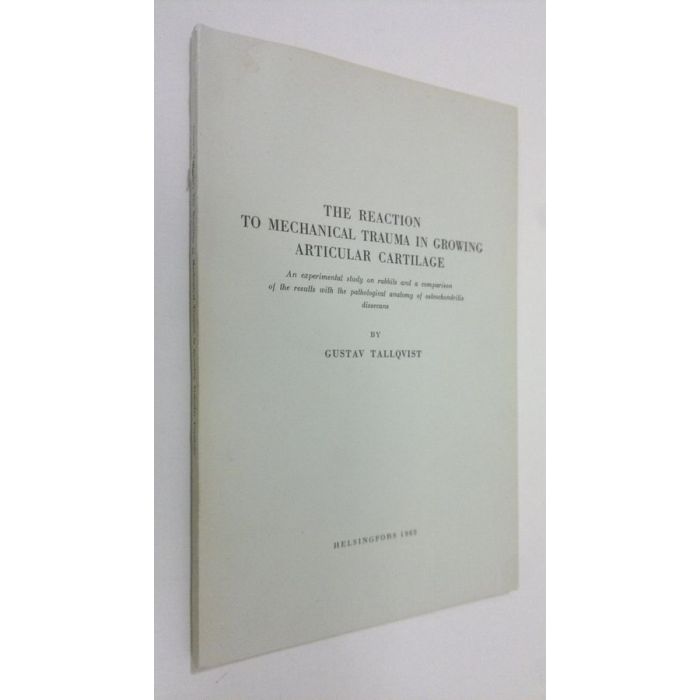 THE REACTION
TO MECHANICAL TRAUMA IN GROWING
ARTICULAR CARTILAGE
An experimental study on rabbits and a comparison
of the results with the pathological anatomy of osteochondritis
dissecans
BY
GUSTAV TALLQVIST
HELSINGFORS